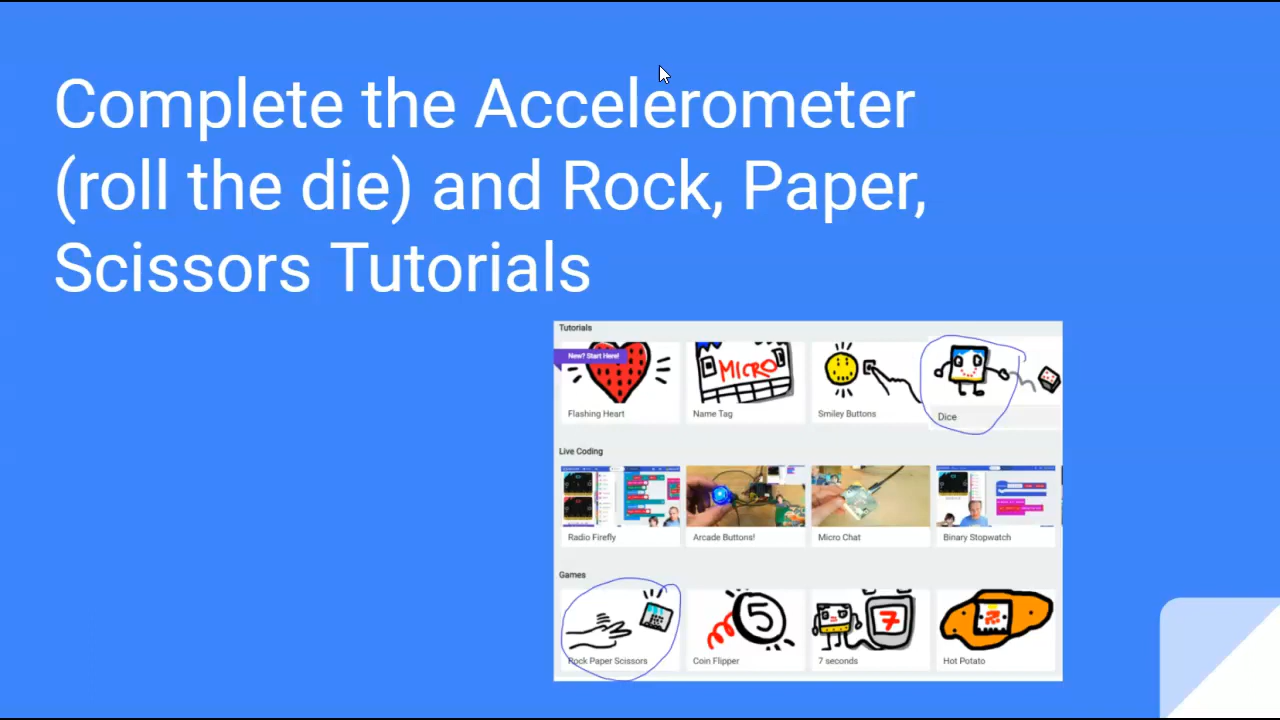 Complete the Accelerometer
(roll the die) and Rock, Paper,
Scissors Tutorials
Tutorials
New? Start Here!
MICRO
Flashing Heart
Name Tag
Smiley Buttons
Dice
Live Coding
Radio Firefly
Arcade Buttons!
Micro Chat
Binary Stopwatch
Games
5
7
Rock Paper Scissors
Coin Flipper
7 seconds
Hot Potato